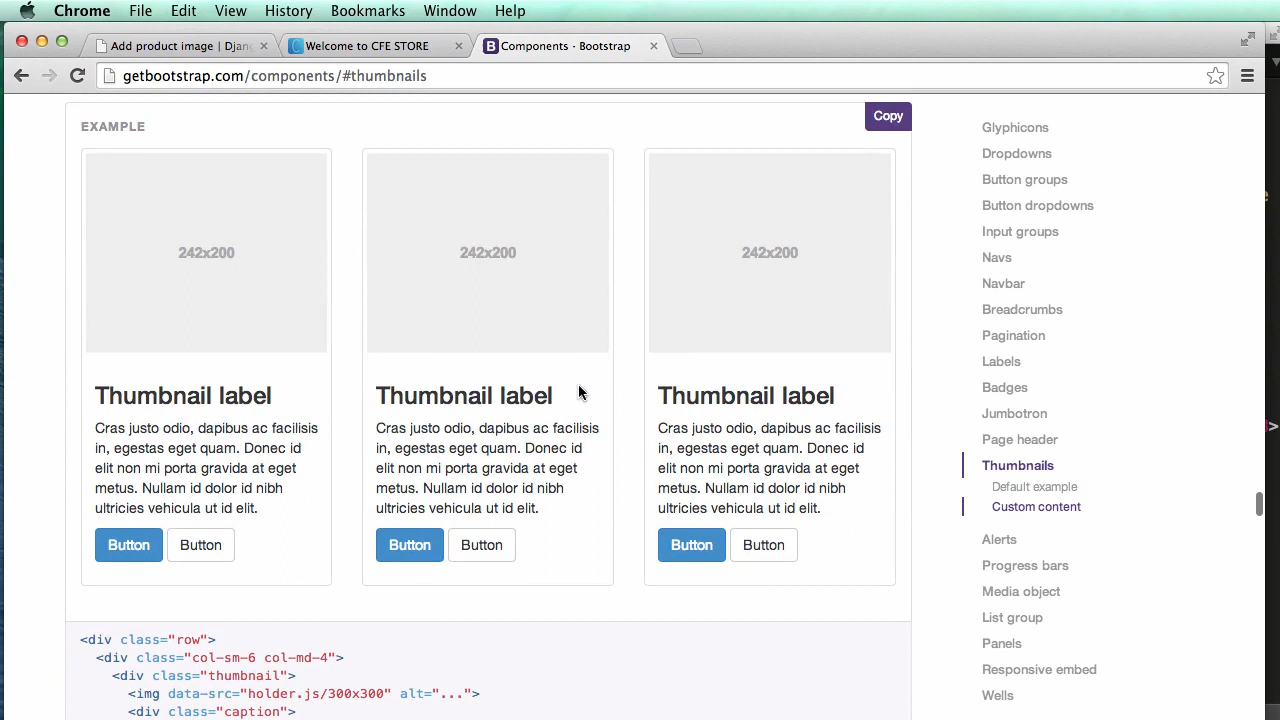 Chrome File Edit View History Bookmarks Window Help
Add product image | Djan
Welcome to CFE STORE
Components · Bootstrap
getbootstrap.com/components/#thumbnails
EXAMPLE
Copy
242x200 242x200 242x200
Thumbnail label
Cras justo odio, dapibus ac facilisis
in, egestas eget quam. Donec id
elit non mi porta gravida at eget
metus. Nullam id dolor id nibh
ultricies vehicula ut id elit.
Button Button
Thumbnail label
Cras justo odio, dapibus ac facilisis
in, egestas eget quam. Donec id
elit non mi porta gravida at eget
metus. Nullam id dolor id nibh
ultricies vehicula ut id elit.
Button Button
Thumbnail label
Cras justo odio, dapibus ac facilisis
in, egestas eget quam. Donec id
elit non mi porta gravida at eget
metus. Nullam id dolor id nibh
ultricies vehicula ut id elit.
Button Button
<div class="row">
<div class="col-sm-6 col-md-4">
<div class="thumbnail">
<img data-src="holder.js/300x300" alt="...">
<div class="caption">
Glyphicons
Dropdowns
Button groups
Button dropdowns
Input groups
Navs
Navbar
Breadcrumbs
Pagination
Labels
Badges
Jumbotron
Page header
Thumbnails
Default example
Custom content
Alerts
Progress bars
Media object
List group
Panels
Responsive embed
Wells